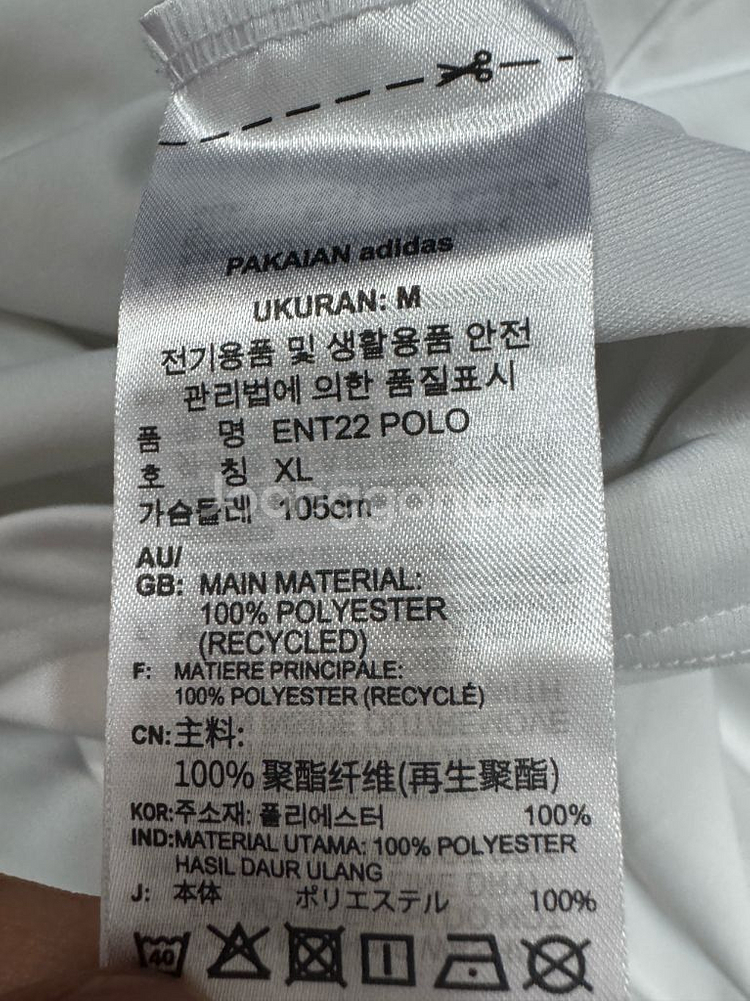 PAKAIAN adidas
UKURAN: M
전기용품 및 생활용품 안전
관리법에 의한 품질표시
품 명 ENT22 POLO
호 칭 XL
가슴둘레 105cm
AU/
GB: MAIN MATERIAL:
100% POLYESTER
(RECYCLED)
F: MATIERE PRINCIPALE:
100% POLYESTER (RECYCLÉ)
CN:主料:
100% 聚酯纤维(再生聚酯)
KOR:주소재: 폴리에스터 100%
IND:MATERIAL UTAMA: 100% POLYESTER
HASIL DAUR ULANG
J: 本体 ポリエステル 100%
40